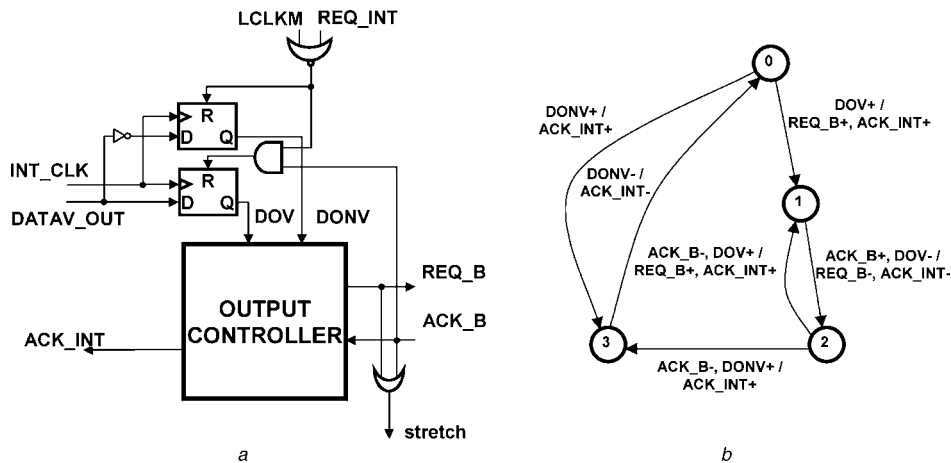 LCLKM REQ_INT
R
D Q
INT_CLK
R
D Q
DATAV_OUT
DOV DONV
OUTPUT
CONTROLLER
REQ_B
ACK_B
ACK_INT
stretch
a
0
DONV+ /
ACK_INT+
DOV+ /
REQ_B+, ACK_INT+
DONV- /
ACK_INT-
1
ACK_B-, DOV+ /
REQ_B+, ACK_INT+
ACK_B+, DOV- /
REQ_B-, ACK_INT-
3
2
ACK_B-, DONV+ /
ACK_INT+
b